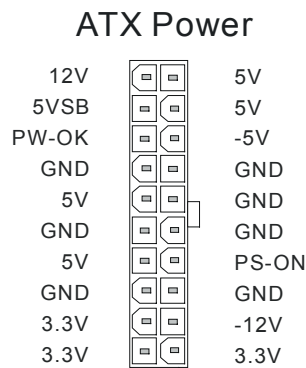 ATX Power
12V 5V
5VSB 5V
PW-OK -5V
GND GND
5V GND
GND GND
5V PS-ON
GND GND
3.3V -12V
3.3V 3.3V